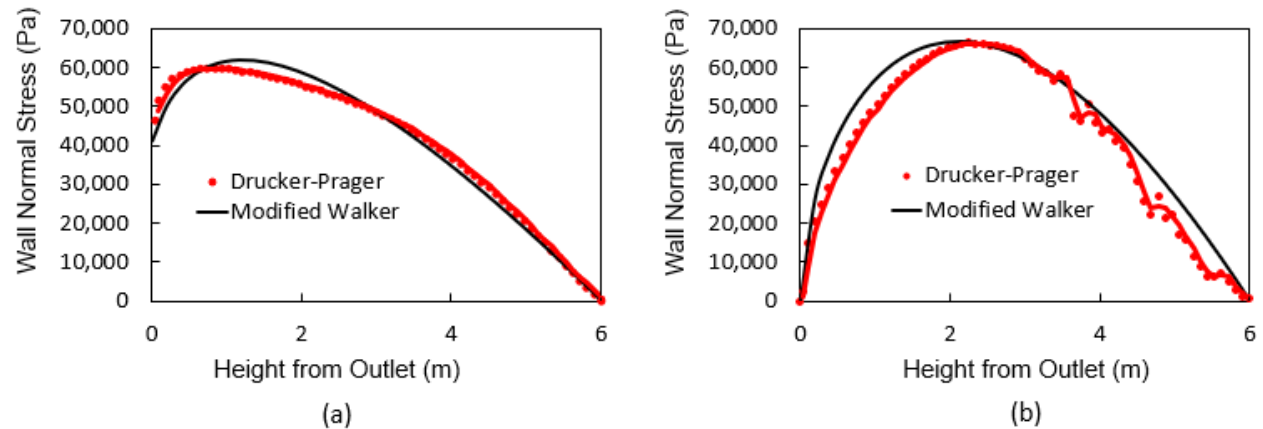 Wall Normal Stress (Pa)
70,000
60,000
50,000
40,000
30,000
20,000
10,000
0
Drucker-Prager
Modified Walker
0 2 4 6
Height from Outlet (m)
(a)
Wall Normal Stress (Pa)
70,000
60,000
50,000
40,000
30,000
20,000
10,000
0
Drucker-Prager
Modified Walker
0 2 4 6
Height from Outlet (m)
(b)